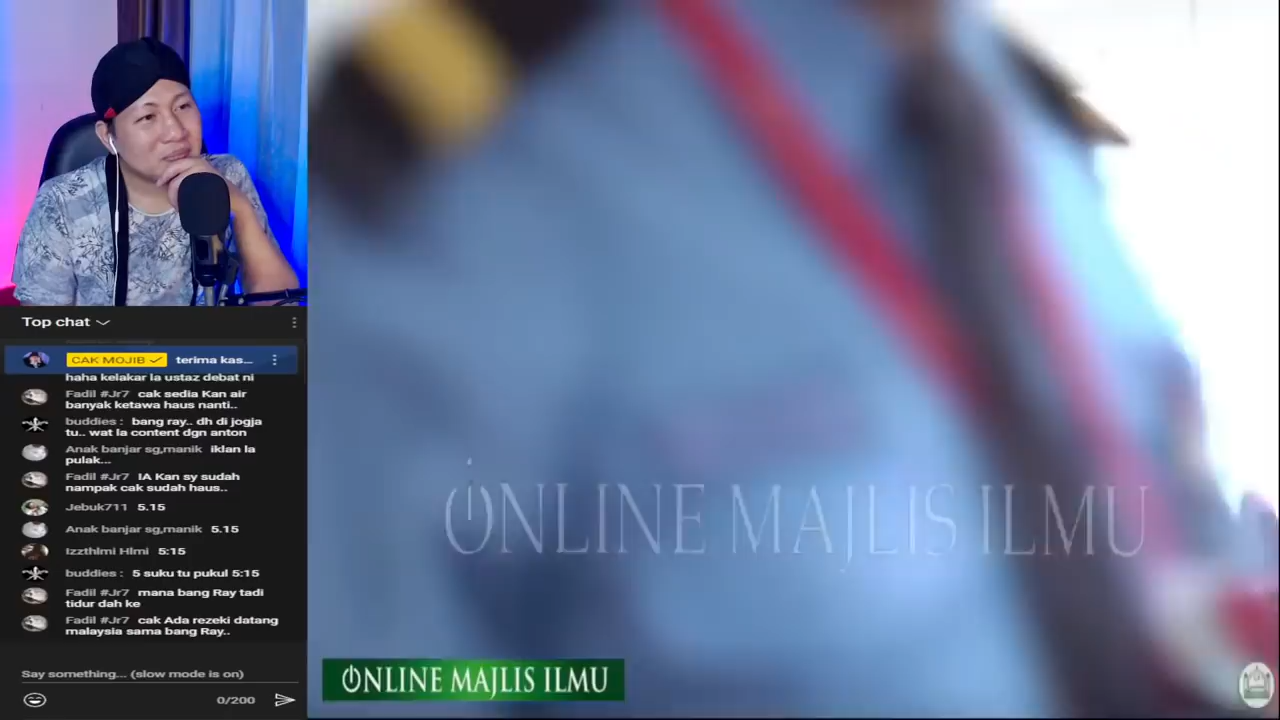 Top chat
CAK MOJIB terima kas...
haha kelakar la ustaz debat ni
Fadil #Jr7 cak sedia Kan air
banyak ketawa haus nanti..
buddies : bang ray.. dh di jogja
tu.. wat la content dgn anton
Anak banjar sg,manik iklan la
pulak...
Fadil #Jr7 IA Kan sy sudah
nampak cak sudah haus..
Jebuk711 5.15
Anak banjar sg,manik 5.15
Izzthlmi Hlmi 5:15
buddies : 5 suku tu pukul 5:15
Fadil #Jr7 mana bang Ray tadi
tidur dah ke
Fadil #Jr7 cak Ada rezeki datang
malaysia sama bang Ray..
Say something... (slow mode is on)
0/200
ONLINE MAJLIS ILMU
ONLINE MAJLIS ILMU